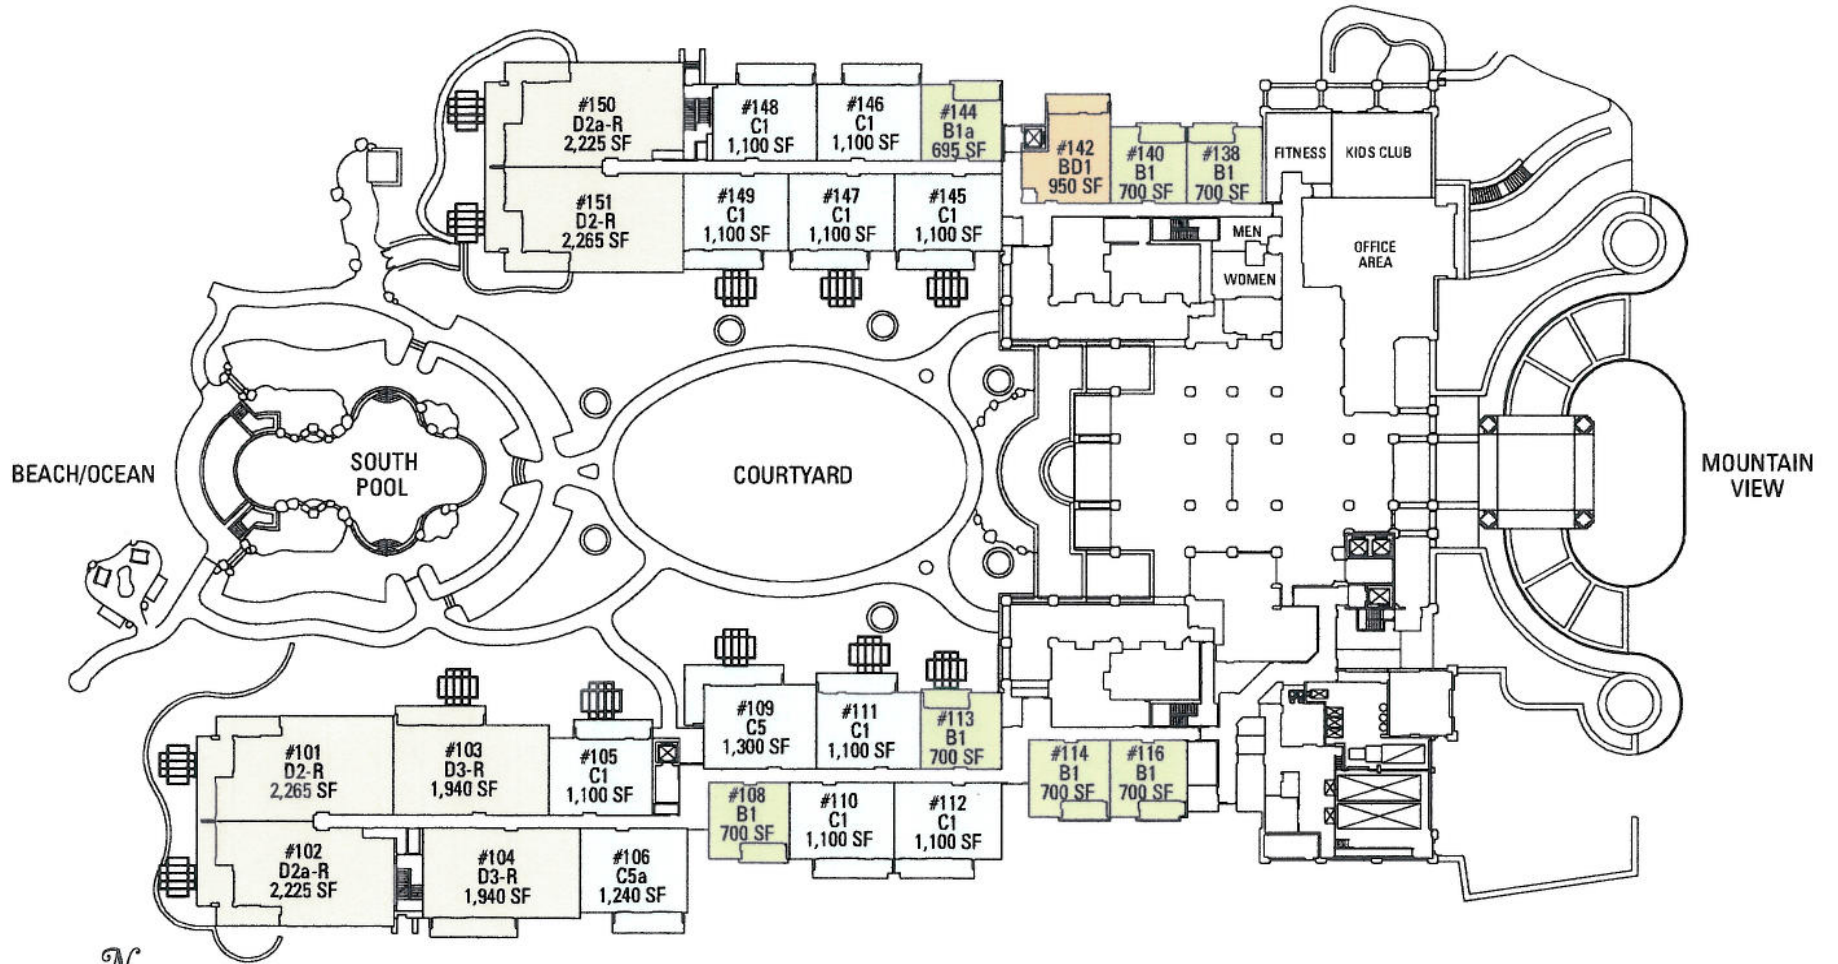 #150
D2a-R
2,225 SF
#148
C1
1,100 SF
#146
C1
1,100 SF
#144
B1a
695 SF
#142
BD1
950 SF
#140
B1
700 SF
#138
B1
700 SF
FITNESS
KIDS CLUB
#151
D2-R
2,265 SF
#149
C1
1,100 SF
#147
C1
1,100 SF
#145
C1
1,100 SF
MEN
WOMEN
OFFICE
AREA
BEACH/OCEAN
SOUTH
POOL
COURTYARD
MOUNTAIN
VIEW
#101
D2-R
2,265 SF
#103
D3-R
1,940 SF
#105
C1
1,100 SF
#109
C5
1,300 SF
#111
C1
1,100 SF
#113
B1
700 SF
#114
B1
700 SF
#116
B1
700 SF
#102
D2a-R
2,225 SF
#104
D3-R
1,940 SF
#106
C5a
1,240 SF
#108
B1
700 SF
#110
C1
1,100 SF
#112
C1
1,100 SF
N